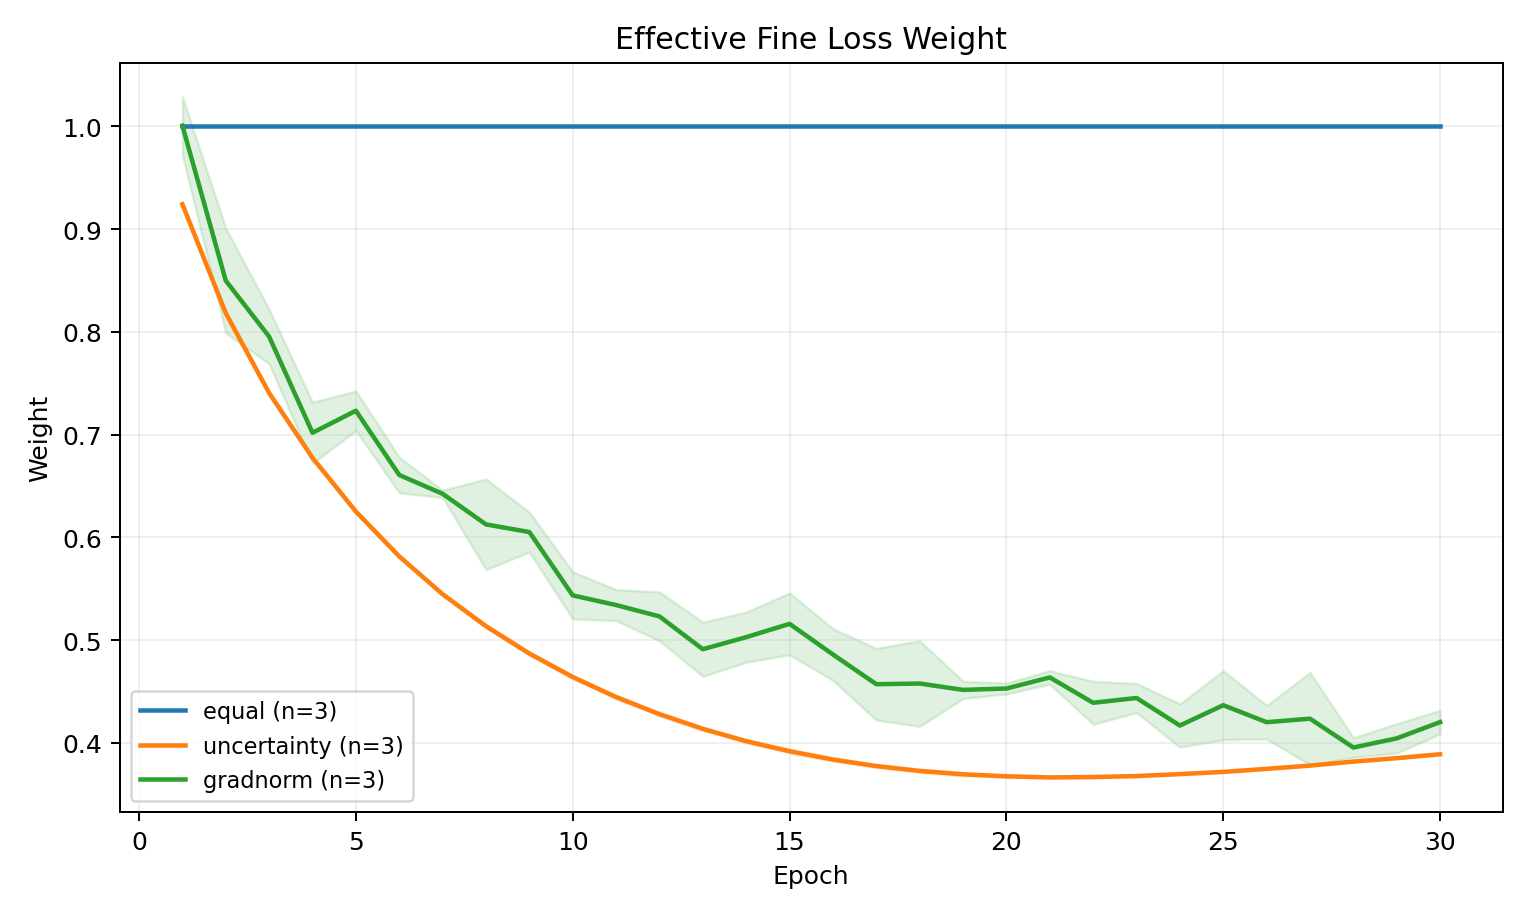 Effective Fine Loss Weight
Weight
1.0
0.9
0.8
0.7
0.6
0.5
0.4
equal (n=3)
uncertainty (n=3)
gradnorm (n=3)
0 5 10 15 20 25 30
Epoch